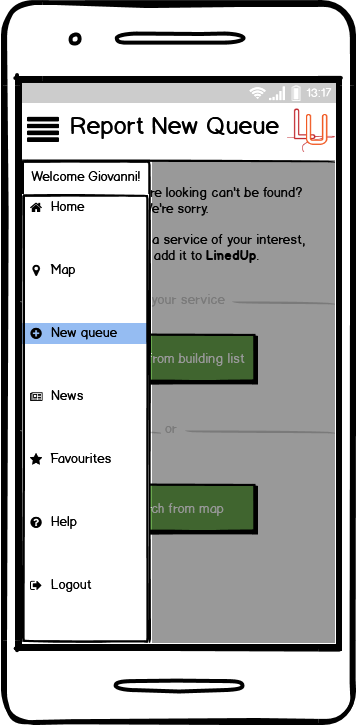 13:17
Report New Queue
LU
Welcome Giovanni!
Home
Map
New queue
News
Favourites
Help
Logout
re looking can't be found?
're sorry.
a service of your interest,
add it to LinedUp.
your service
from building list
or
ch from map